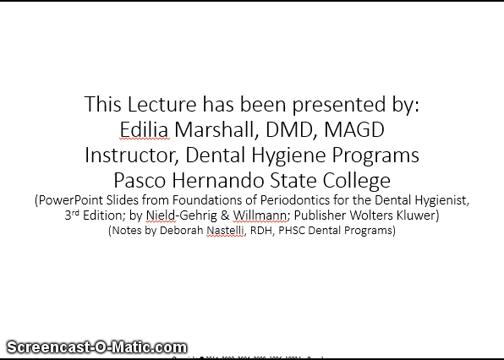 This Lecture has been presented by:
Edilia Marshall, DMD, MAGD
Instructor, Dental Hygiene Programs
Pasco Hernando State College
(PowerPoint Slides from Foundations of Periodontics for the Dental Hygienist,
3rd Edition; by Nield-Gehrig & Willmann; Publisher Wolters Kluwer)
(Notes by Deborah Nastelli, RDH, PHSC Dental Programs)
Screencast-O-Matic.com